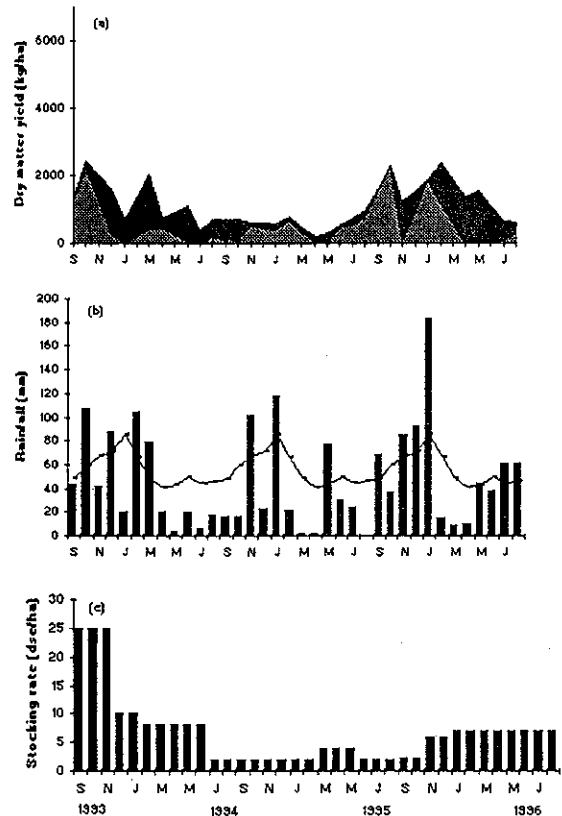 (a)
Dry matter yield (kg/ha)
6000
4000
2000
0
S N J M M J S N J M M J S N J M M J
(b)
Rainfall (mm)
200
180
160
140
120
100
80
60
40
20
0
S N J M M J S N J M M J S N J M M J
(c)
Stocking rate (dse/ha)
30
25
20
15
10
5
0
S N J M M J S N J M M J S N J M M J
1993 1994 1995 1996